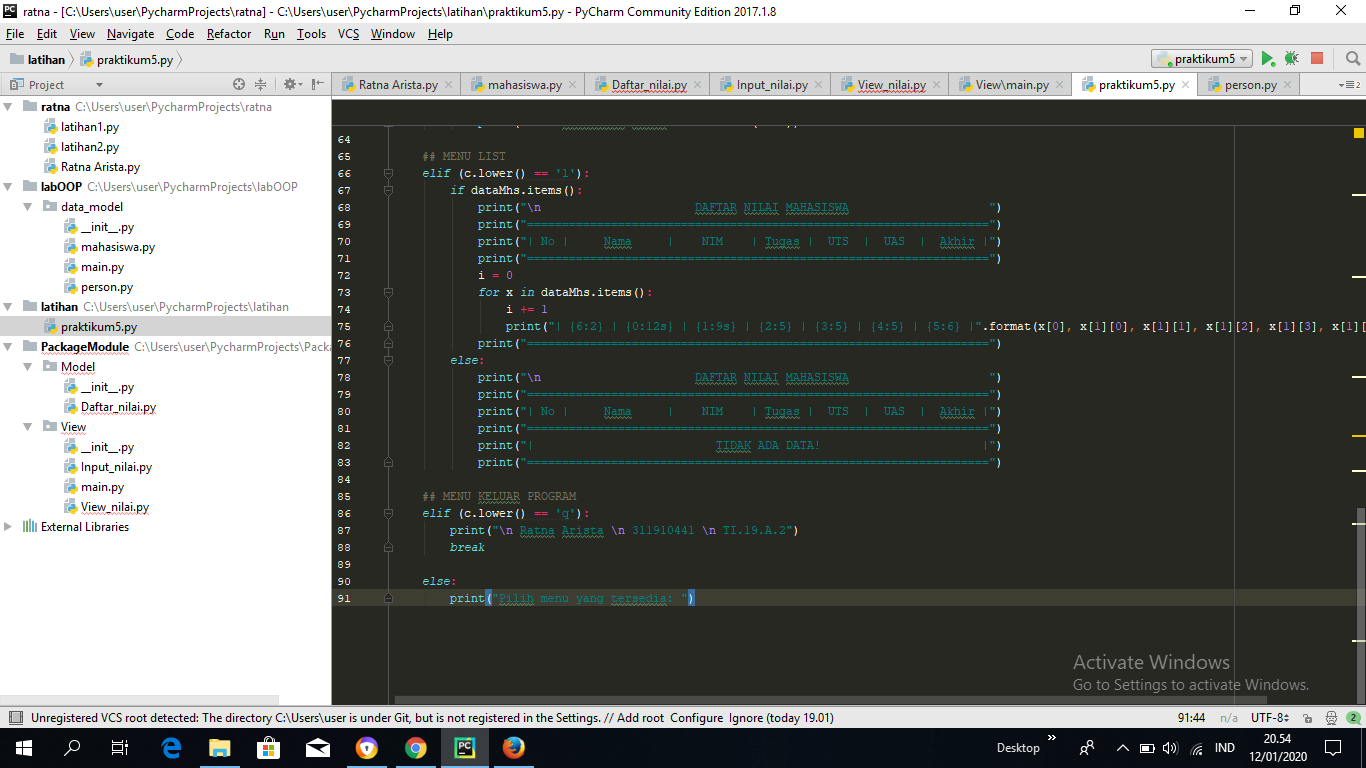 ratna - [C:\Users\user\PycharmProjects\ratna] - C:\Users\user\PycharmProjects\latihan\praktikum5.py - PyCharm Community Edition 2017.1.8
File Edit View Navigate Code Refactor Run Tools VCS Window Help
latihan praktikum5.py praktikum5
Project
Ratna Arista.py mahasiswa.py Daftar_nilai.py Input_nilai.py View_nilai.py View\main.py praktikum5.py person.py
ratna C:\Users\user\PycharmProjects\ratna
latihan1.py
latihan2.py
Ratna Arista.py
labOOP C:\Users\user\PycharmProjects\labOOP
data_model
__init__.py
mahasiswa.py
main.py
person.py
latihan C:\Users\user\PycharmProjects\latihan
praktikum5.py
PackageModule C:\Users\user\PycharmProjects\Packa
Model
__init__.py
Daftar_nilai.py
View
__init__.py
Input_nilai.py
main.py
View_nilai.py
External Libraries
64
65 ## MENU LIST
66 elif (c.lower() == 'l'):
67 if dataMhs.items():
68 print("\n DAFTAR NILAI MAHASISWA ")
69 print("==================================================================")
70 print("| No | Nama | NIM | Tugas | UTS | UAS | Akhir |")
71 print("==================================================================")
72 i = 0
73 for x in dataMhs.items():
74 i += 1
75 print("| {6:2} | {0:12s} | {1:9s} | {2:5} | {3:5} | {4:5} | {5:6} |".format(x[0], x[1][0], x[1][1], x[1][2], x[1][3], x[1][
76 print("==================================================================")
77 else:
78 print("\n DAFTAR NILAI MAHASISWA ")
79 print("==================================================================")
80 print("| No | Nama | NIM | Tugas | UTS | UAS | Akhir |")
81 print("==================================================================")
82 print("| TIDAK ADA DATA! |")
83 print("==================================================================")
84
85 ## MENU KELUAR PROGRAM
86 elif (c.lower() == 'q'):
87 print("\n Ratna Arista \n 311910441 \n TI.19.A.2")
88 break
89
90 else:
91 print("Pilih menu yang tersedia: ")
Activate Windows
Go to Settings to activate Windows.
Unregistered VCS root detected: The directory C:\Users\user is under Git, but is not registered in the Settings. // Add root Configure Ignore (today 19.01) 91:44 n/a UTF-8 2
Desktop IND 20.54
12/01/2020